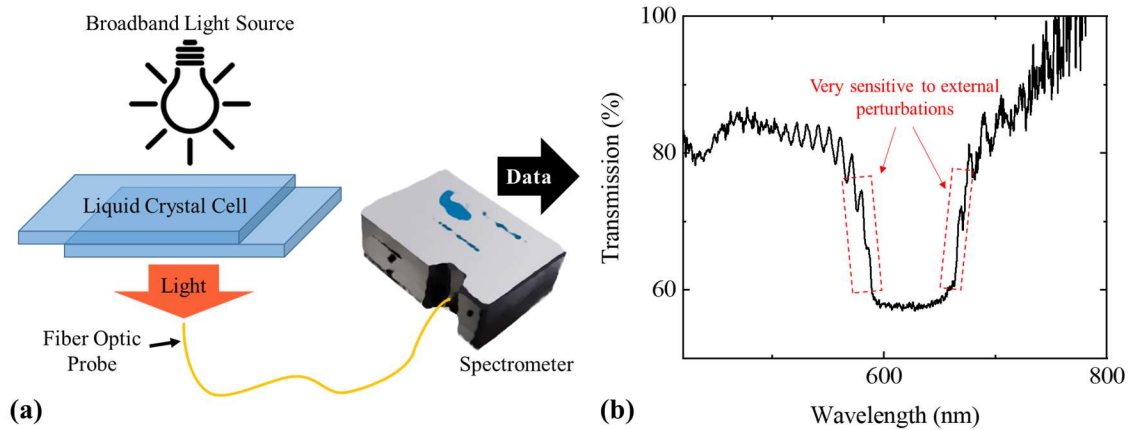 Broadband Light Source
Liquid Crystal Cell
Light
Fiber Optic
Probe
Data
Spectrometer
(a)
100
80
60
Transmission (%)
Very sensitive to external
perturbations
600
800
Wavelength (nm)
(b)